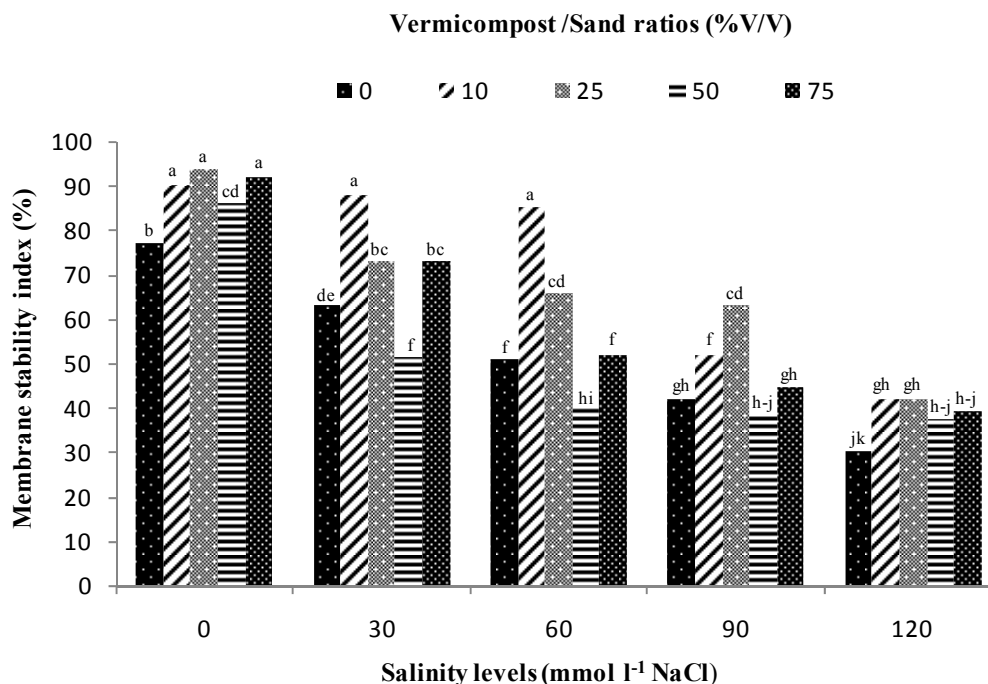 Vermicompost /Sand ratios (%V/V)
0 10 25 50 75
Membrane stability index (%)
100
90
80
70
60
50
40
30
20
10
0
b a a cd a
de a bc f bc
f a cd hi f
gh f cd h-j gh
jk gh gh h-j h-j
0 30 60 90 120
Salinity levels (mmol l⁻¹ NaCl)